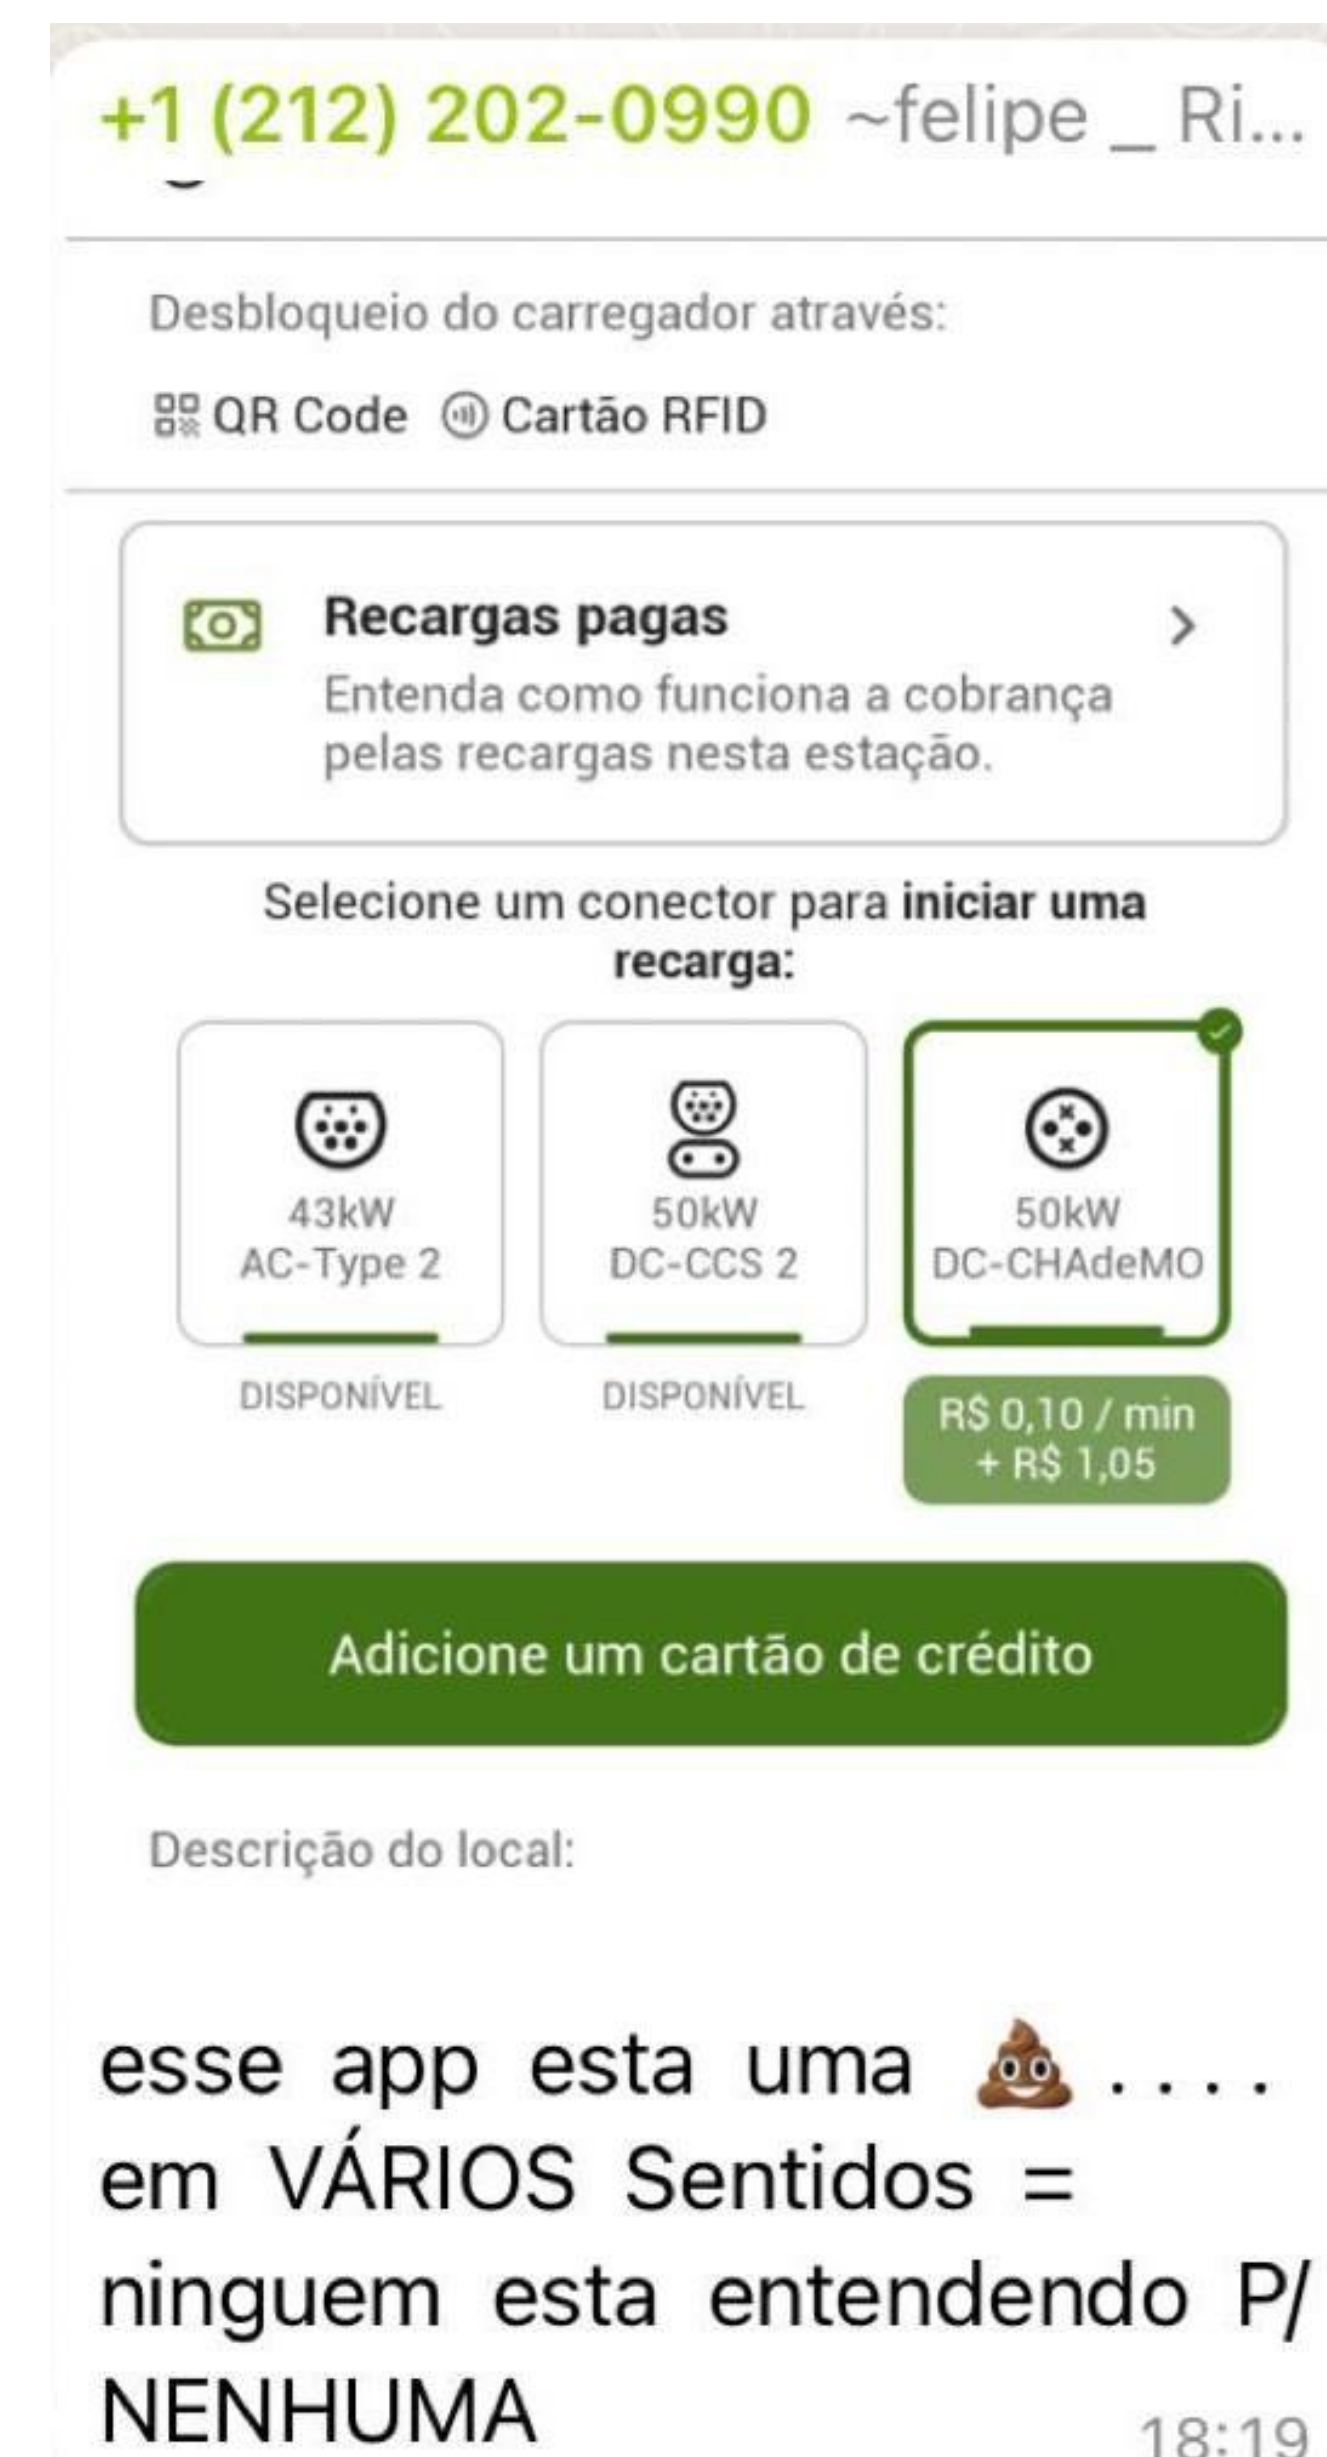 +1 (212) 202-0990 ~felipe _ Ri...
Desbloqueio do carregador através:
QR Code Cartão RFID
Recargas pagas
Entenda como funciona a cobrança
pelas recargas nesta estação.
Selecione um conector para iniciar uma
recarga:
43kW
AC-Type 2
DISPONÍVEL
50kW
DC-CCS 2
DISPONÍVEL
50kW
DC-CHAdeMO
R$ 0,10 / min
+ R$ 1,05
Adicione um cartão de crédito
Descrição do local:
esse app esta uma 💩 ....
em VÁRIOS Sentidos =
ninguem esta entendendo P/
NENHUMA
18:19